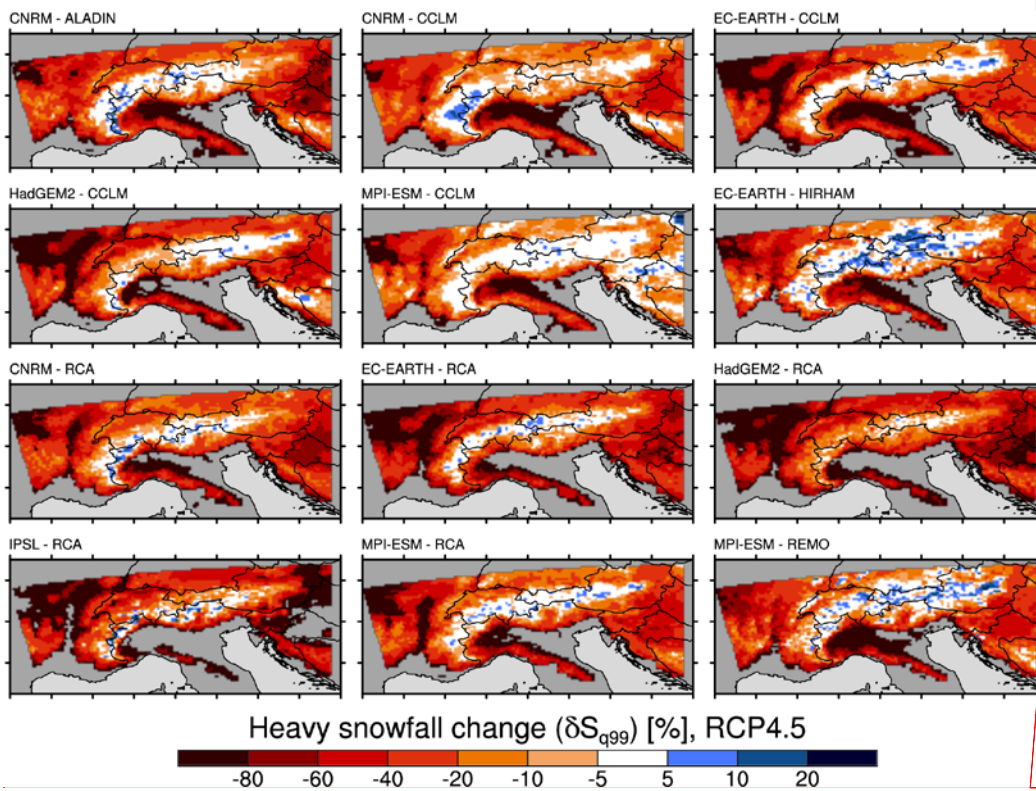 CNRM - ALADIN
CNRM - CCLM
EC-EARTH - CCLM
HadGEM2 - CCLM
MPI-ESM - CCLM
EC-EARTH - HIRHAM
CNRM - RCA
EC-EARTH - RCA
HadGEM2 - RCA
IPSL - RCA
MPI-ESM - RCA
MPI-ESM - REMO
Heavy snowfall change (δSq99) [%], RCP4.5
-80 -60 -40 -20 -10 -5 5 10 20